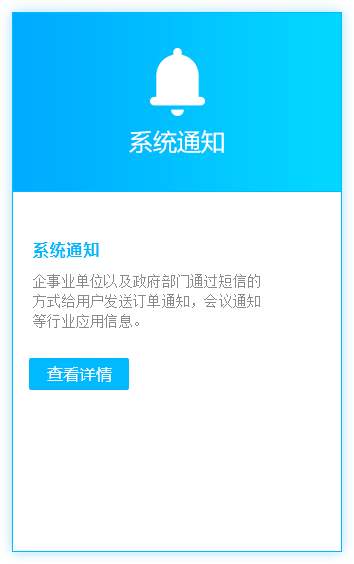 系统通知
系统通知
企事业单位以及政府部门通过短信的
方式给用户发送订单通知，会议通知
等行业应用信息。
查看详情